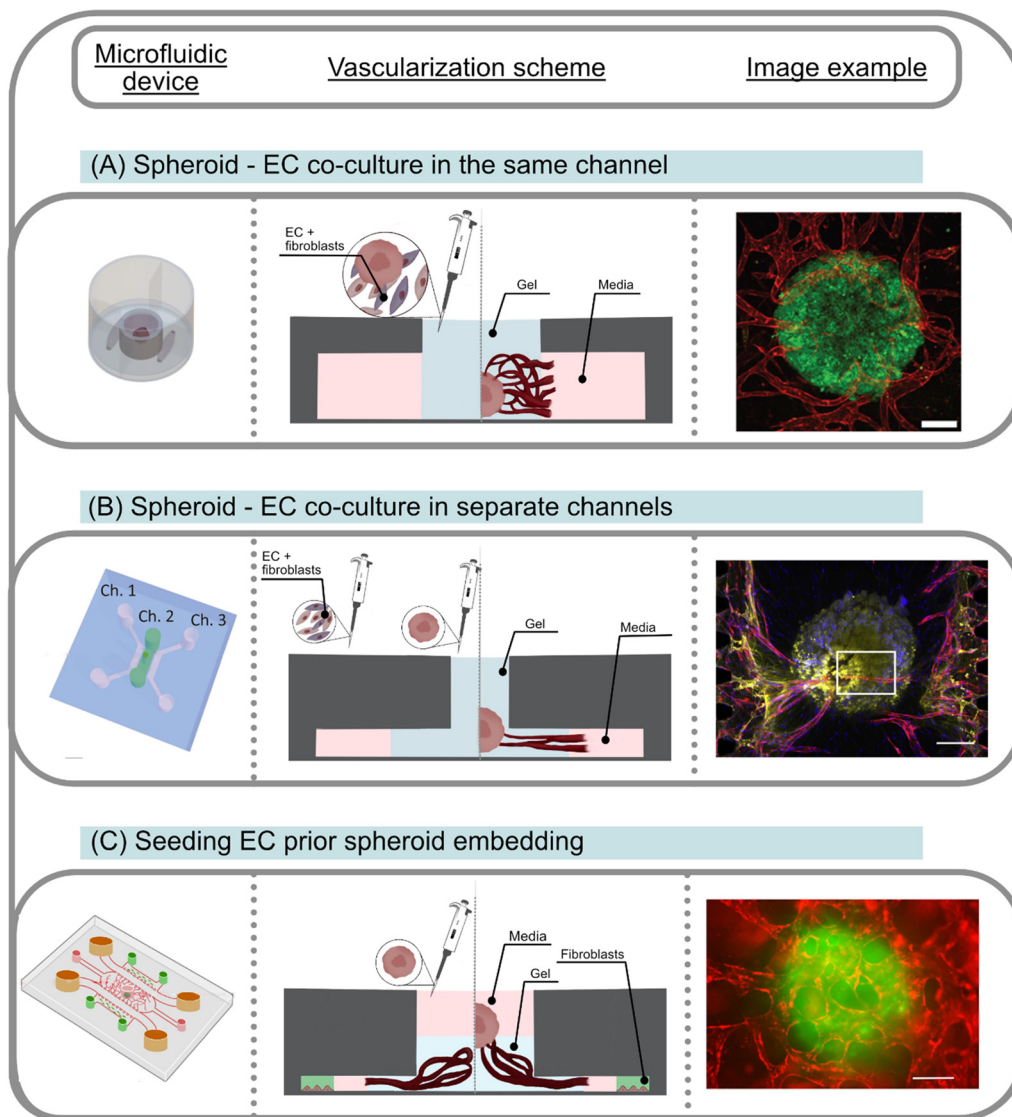 Microfluidic
device
Vascularization scheme
Image example
(A) Spheroid - EC co-culture in the same channel
EC +
fibroblasts
Gel
Media
(B) Spheroid - EC co-culture in separate channels
Ch. 1
Ch. 2
Ch. 3
EC +
fibroblasts
Gel
Media
(C) Seeding EC prior spheroid embedding
Media
Fibroblasts
Gel